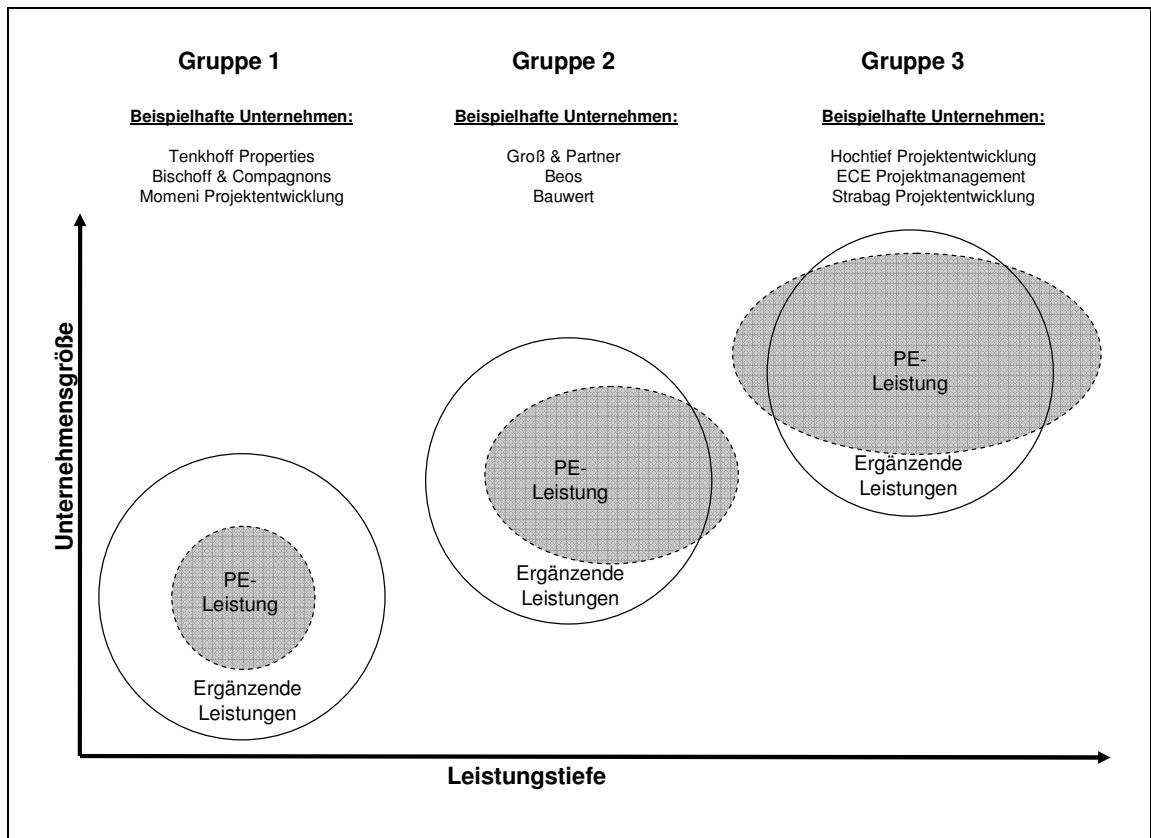 Gruppe 1
Gruppe 2
Gruppe 3
Beispielhafte Unternehmen:
Beispielhafte Unternehmen:
Beispielhafte Unternehmen:
Tenkhoff Properties
Bischoff & Compagnons
Momeni Projektentwicklung
Groß & Partner
Beos
Bauwert
Hochtief Projektentwicklung
ECE Projektmanagement
Strabag Projektentwicklung
Unternehmensgröße
PE-
Leistung
Ergänzende
Leistungen
PE-
Leistung
Ergänzende
Leistungen
PE-
Leistung
Ergänzende
Leistungen
Leistungstiefe